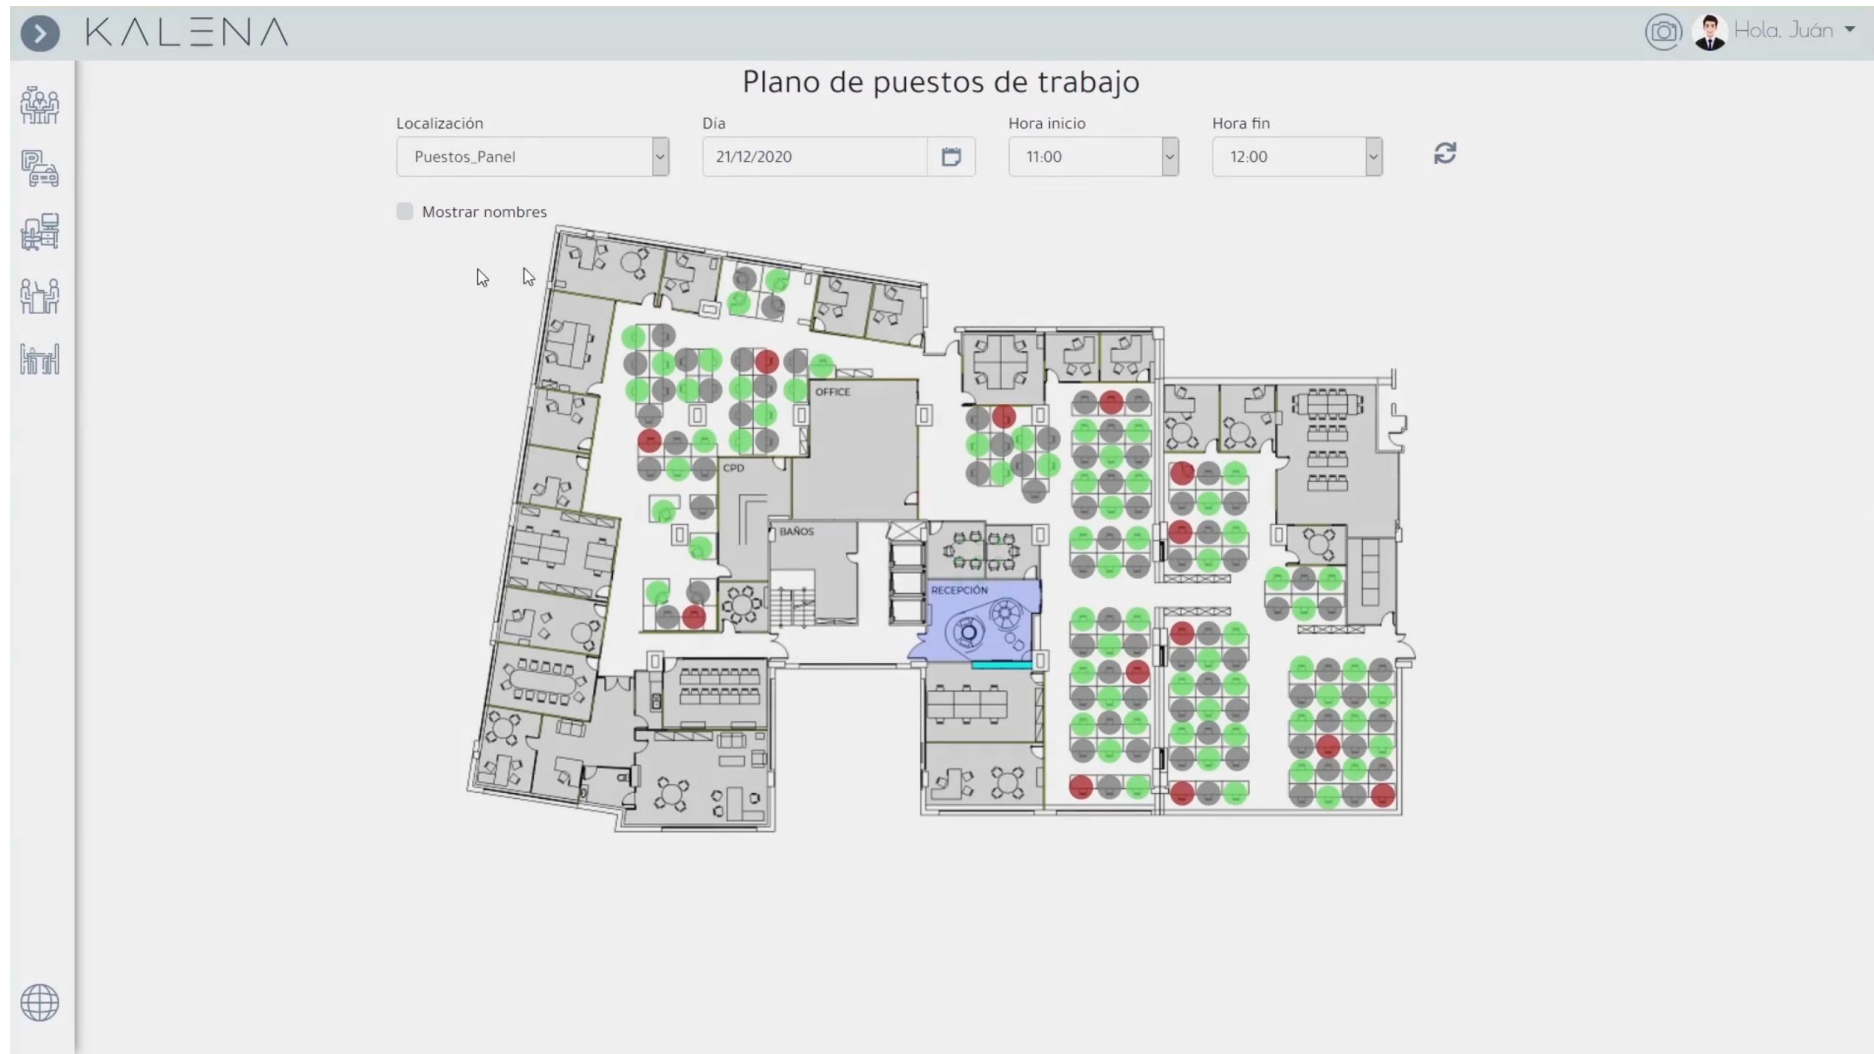 KALENA
Hola, Juán
Plano de puestos de trabajo
Localización
Día
Hora inicio
Hora fin
Puestos_Panel
21/12/2020
11:00
12:00
Mostrar nombres
OFFICE
CPD
BAÑOS
RECEPCIÓN